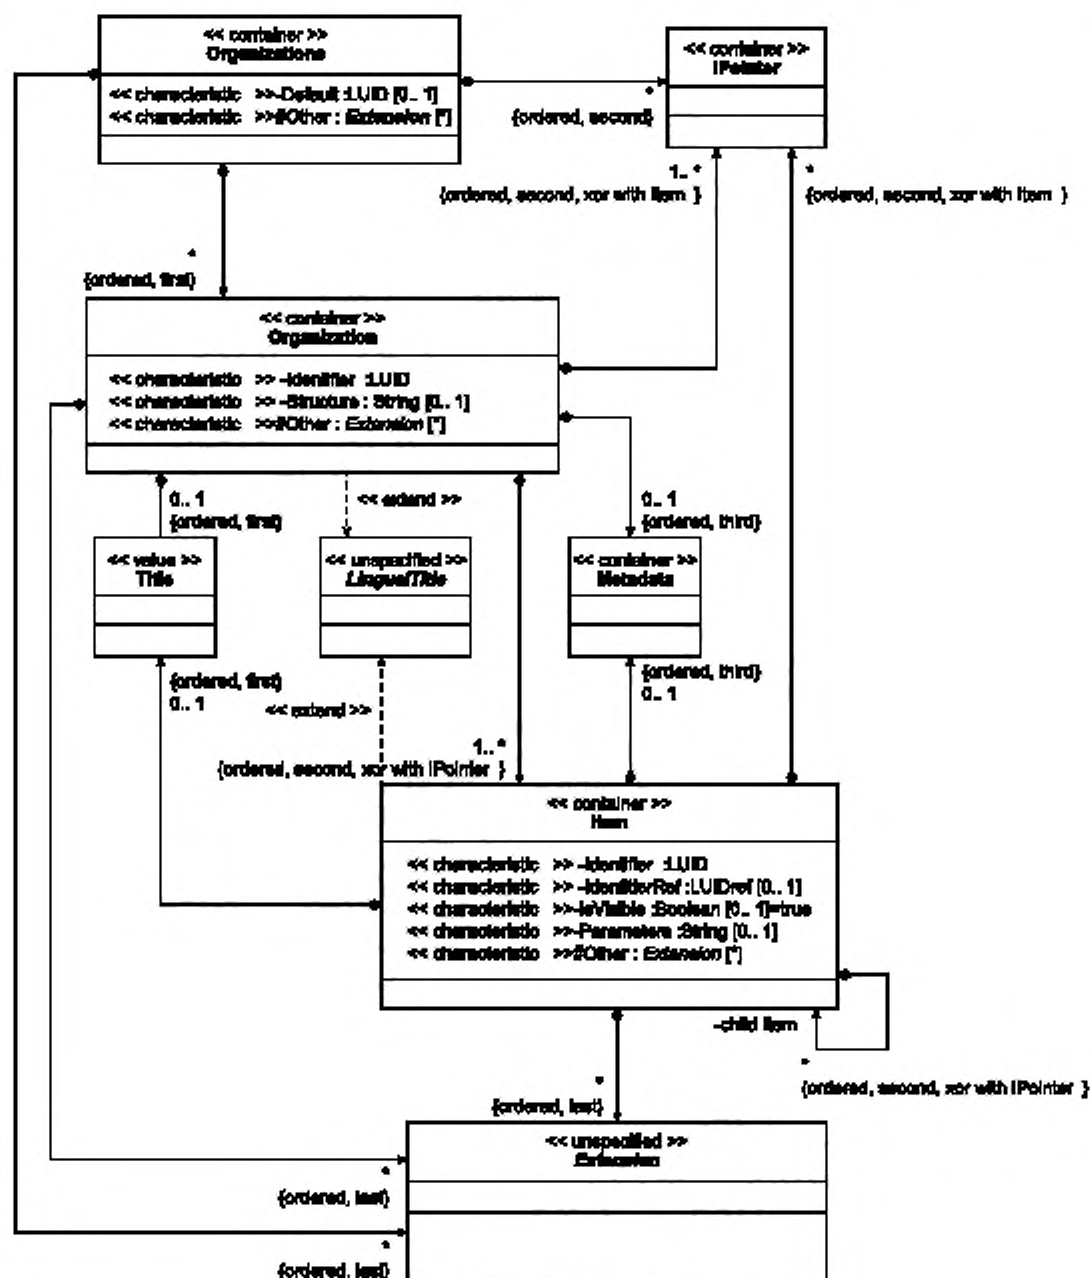 << container >>
Organizations
<< characteristic >>-Default :LUID [0.. 1]
<< characteristic >>#Other : Extension [*]
<< container >>
IPointer
*
{ordered, second}
1.. *
{ordered, second, xor with Item }
*
{ordered, second, xor with Item }
*
{ordered, first}
<< container >>
Organization
<< characteristic >> -Identifier :LUID
<< characteristic >> -Structure : String [0.. 1]
<< characteristic >>#Other : Extension [*]
0.. 1
{ordered, first}
<< extend >>
0.. 1
{ordered, third}
<< value >>
Title
<< unspecified >>
LingualTitle
<< container >>
Metadata
{ordered, first}
0.. 1
<< extend >>
{ordered, third}
0.. 1
1.. *
{ordered, second, xor with IPointer }
<< container >>
Item
<< characteristic >> -Identifier :LUID
<< characteristic >> -IdentifierRef :LUIDref [0.. 1]
<< characteristic >>-isVisible :Boolean [0.. 1]=true
<< characteristic >>-Parameters :String [0.. 1]
<< characteristic >>#Other : Extension [*]
-child Item
*
{ordered, second, xor with IPointer }
*
{ordered, last}
<< unspecified >>
Extension
*
{ordered, last}
*
{ordered, last}